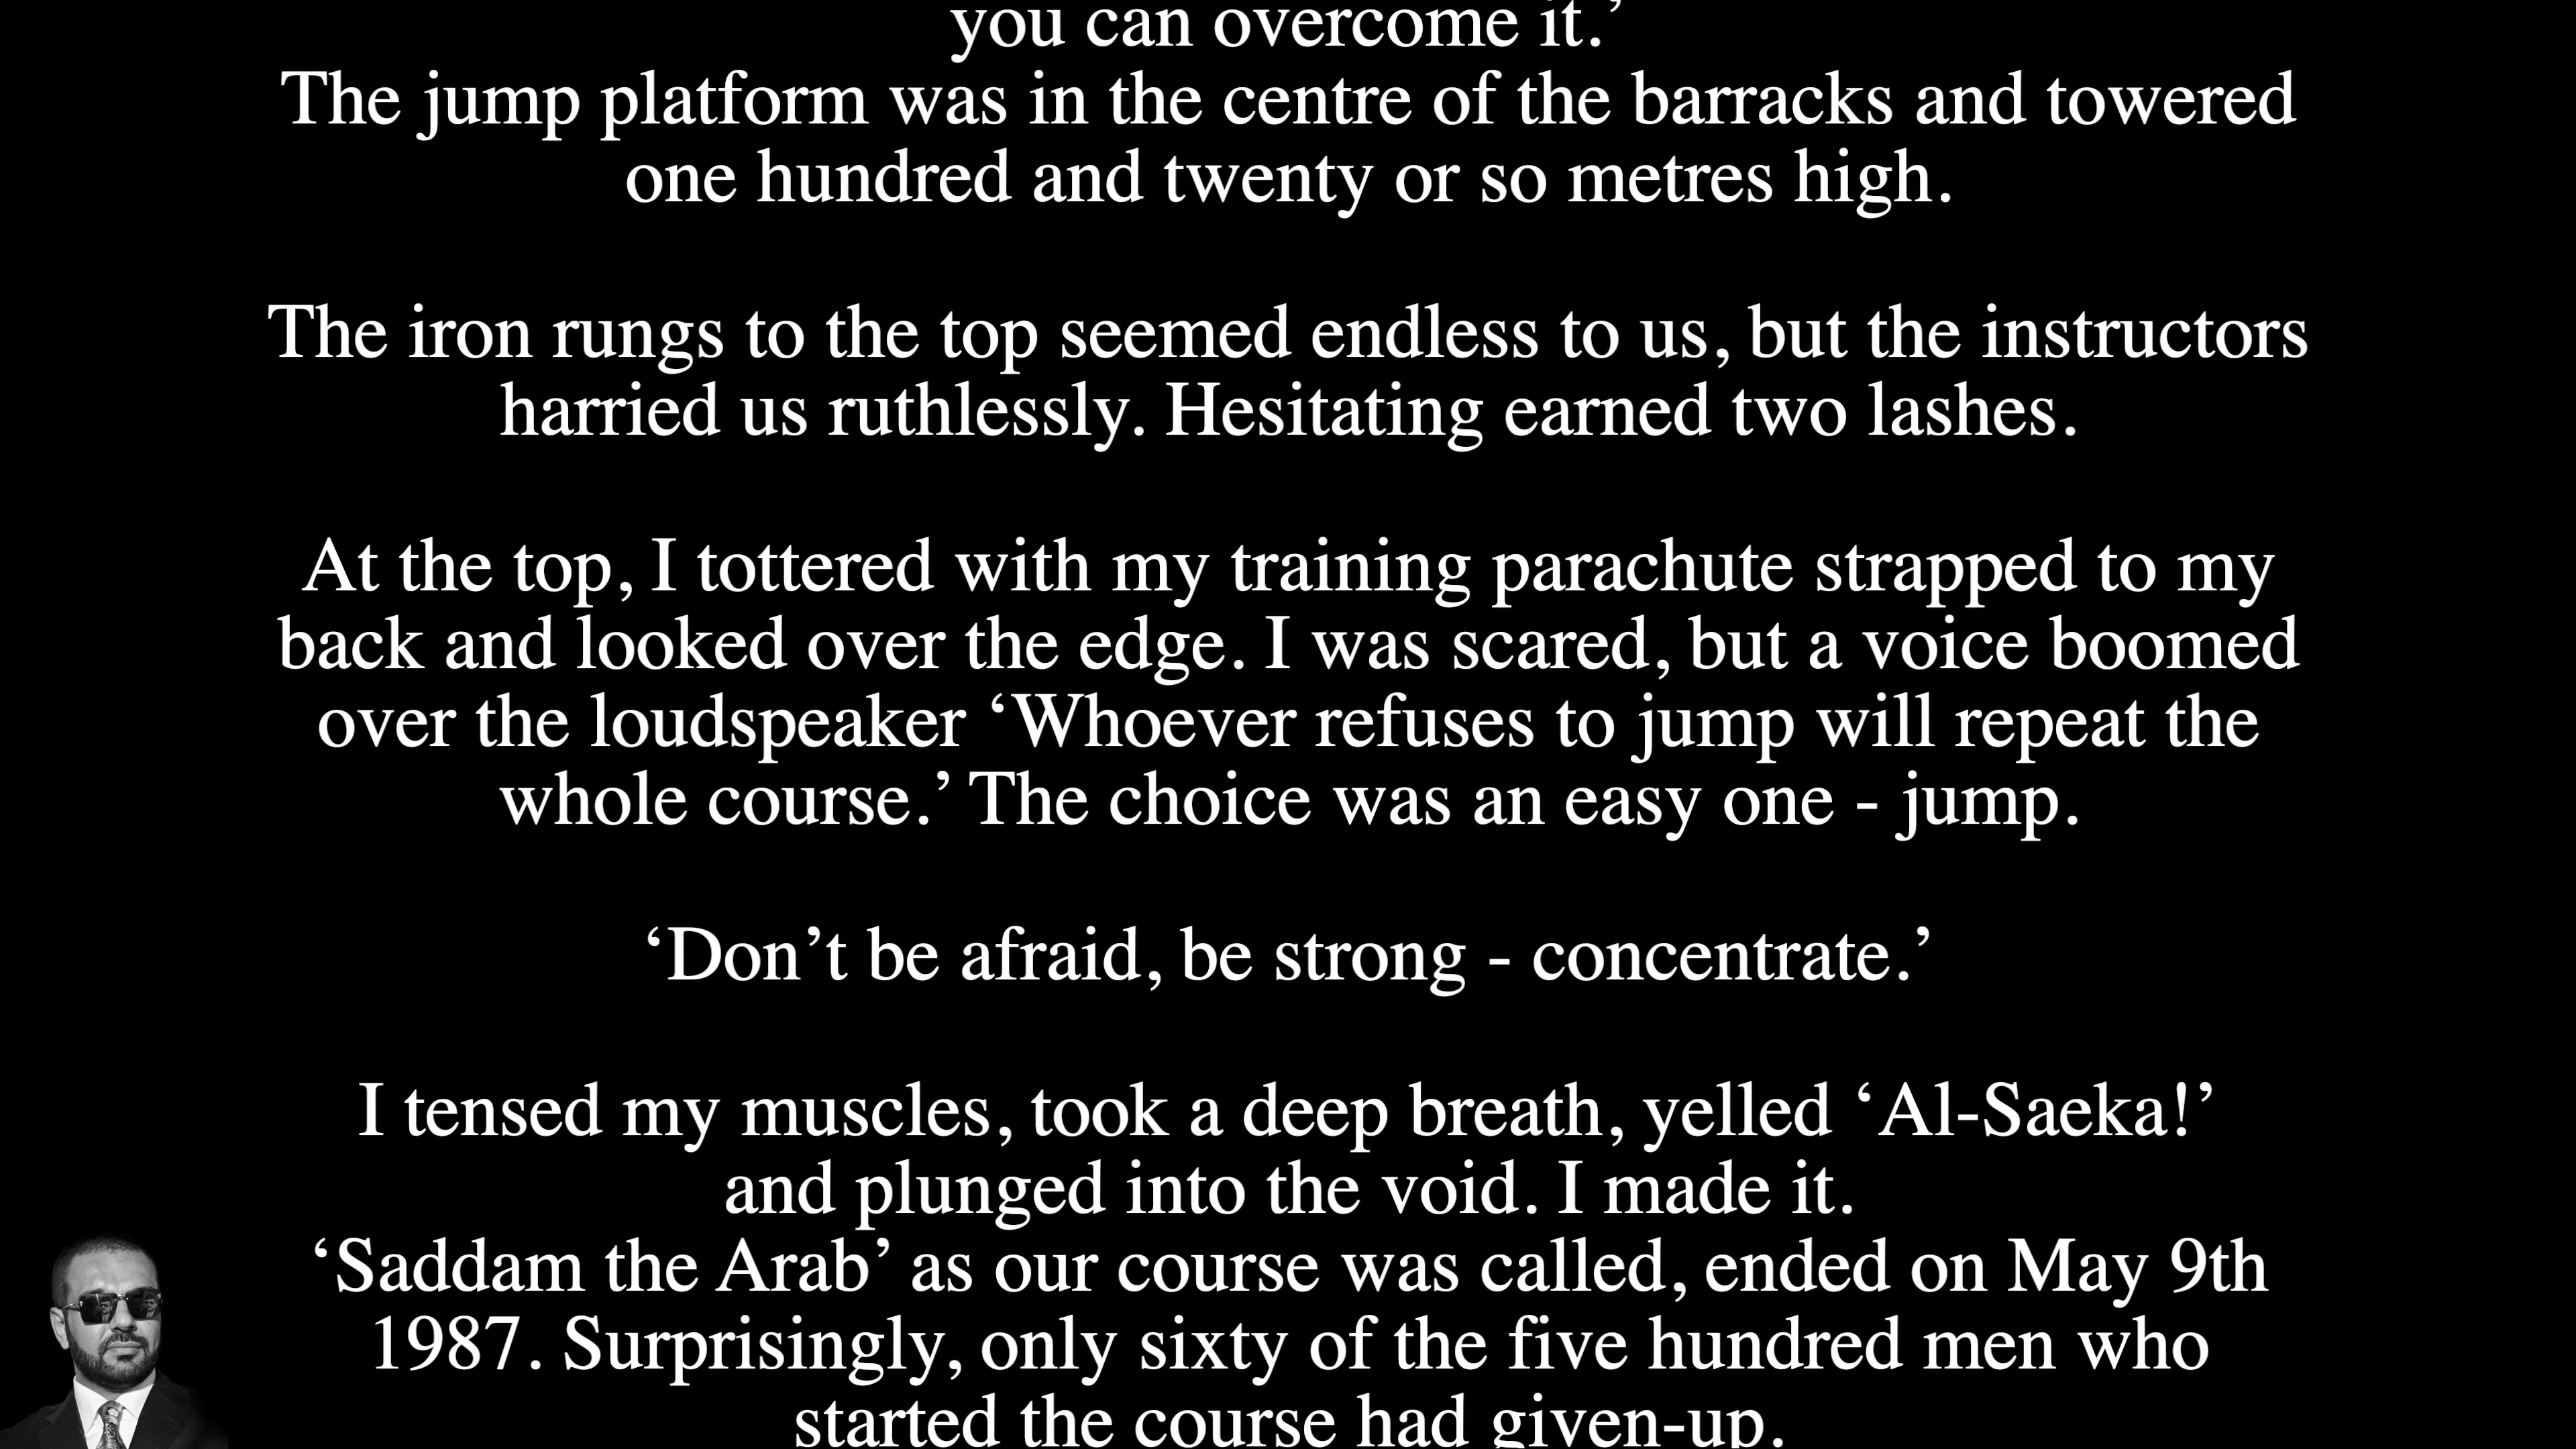 you can overcome it.’
The jump platform was in the centre of the barracks and towered
one hundred and twenty or so metres high.
The iron rungs to the top seemed endless to us, but the instructors
harried us ruthlessly. Hesitating earned two lashes.
At the top, I tottered with my training parachute strapped to my
back and looked over the edge. I was scared, but a voice boomed
over the loudspeaker ‘Whoever refuses to jump will repeat the
whole course.’ The choice was an easy one - jump.
‘Don’t be afraid, be strong - concentrate.’
I tensed my muscles, took a deep breath, yelled ‘Al-Saeka!’
and plunged into the void. I made it.
‘Saddam the Arab’ as our course was called, ended on May 9th
1987. Surprisingly, only sixty of the five hundred men who
started the course had given-up.